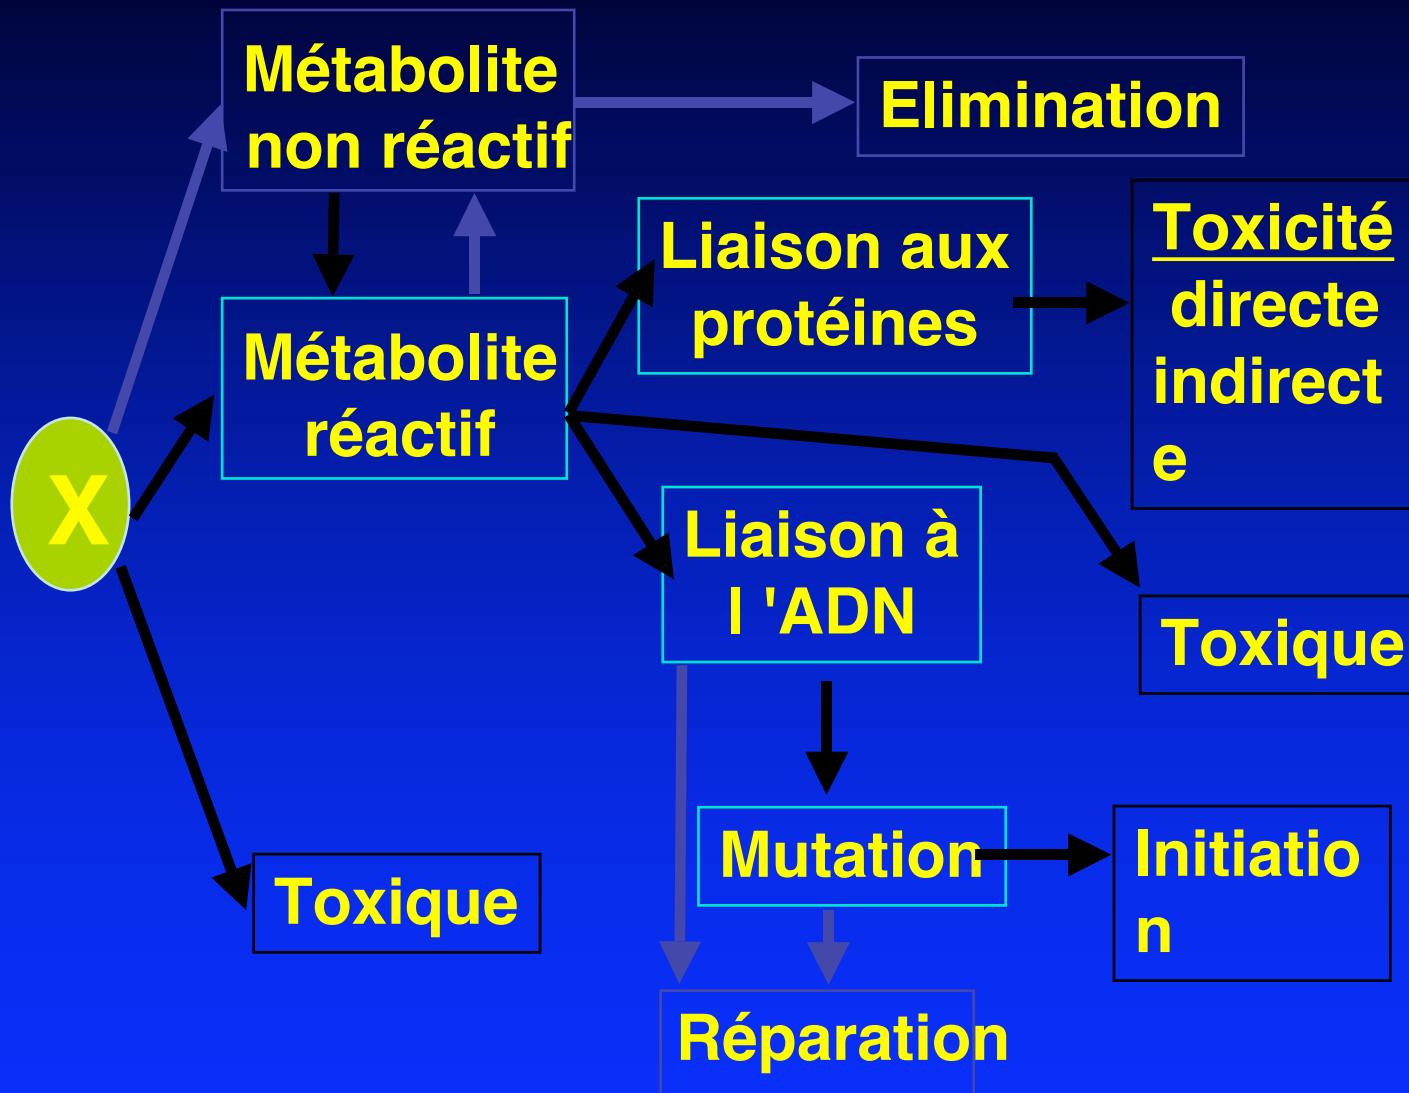 Métabolite
non réactif
Elimination
Liaison aux
protéines
Toxicité
directe
indirect
e
Métabolite
réactif
X
Liaison à
l 'ADN
Toxique
Mutation
Initiatio
n
Toxique
Réparation